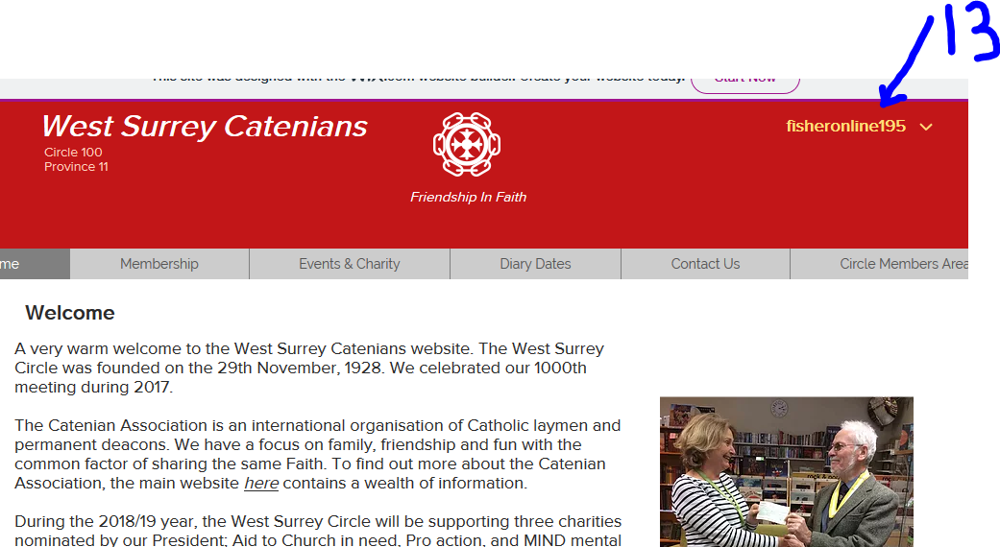 13
This site was designed with the WiX.com website builder. Create your website today. Start Now
West Surrey Catenians
Circle 100
Province 11
Friendship In Faith
fisheronline195
me Membership Events & Charity Diary Dates Contact Us Circle Members Area
Welcome
A very warm welcome to the West Surrey Catenians website. The West Surrey
Circle was founded on the 29th November, 1928. We celebrated our 1000th
meeting during 2017.
The Catenian Association is an international organisation of Catholic laymen and
permanent deacons. We have a focus on family, friendship and fun with the
common factor of sharing the same Faith. To find out more about the Catenian
Association, the main website here contains a wealth of information.
During the 2018/19 year, the West Surrey Circle will be supporting three charities
nominated by our President; Aid to Church in need, Pro action, and MIND mental